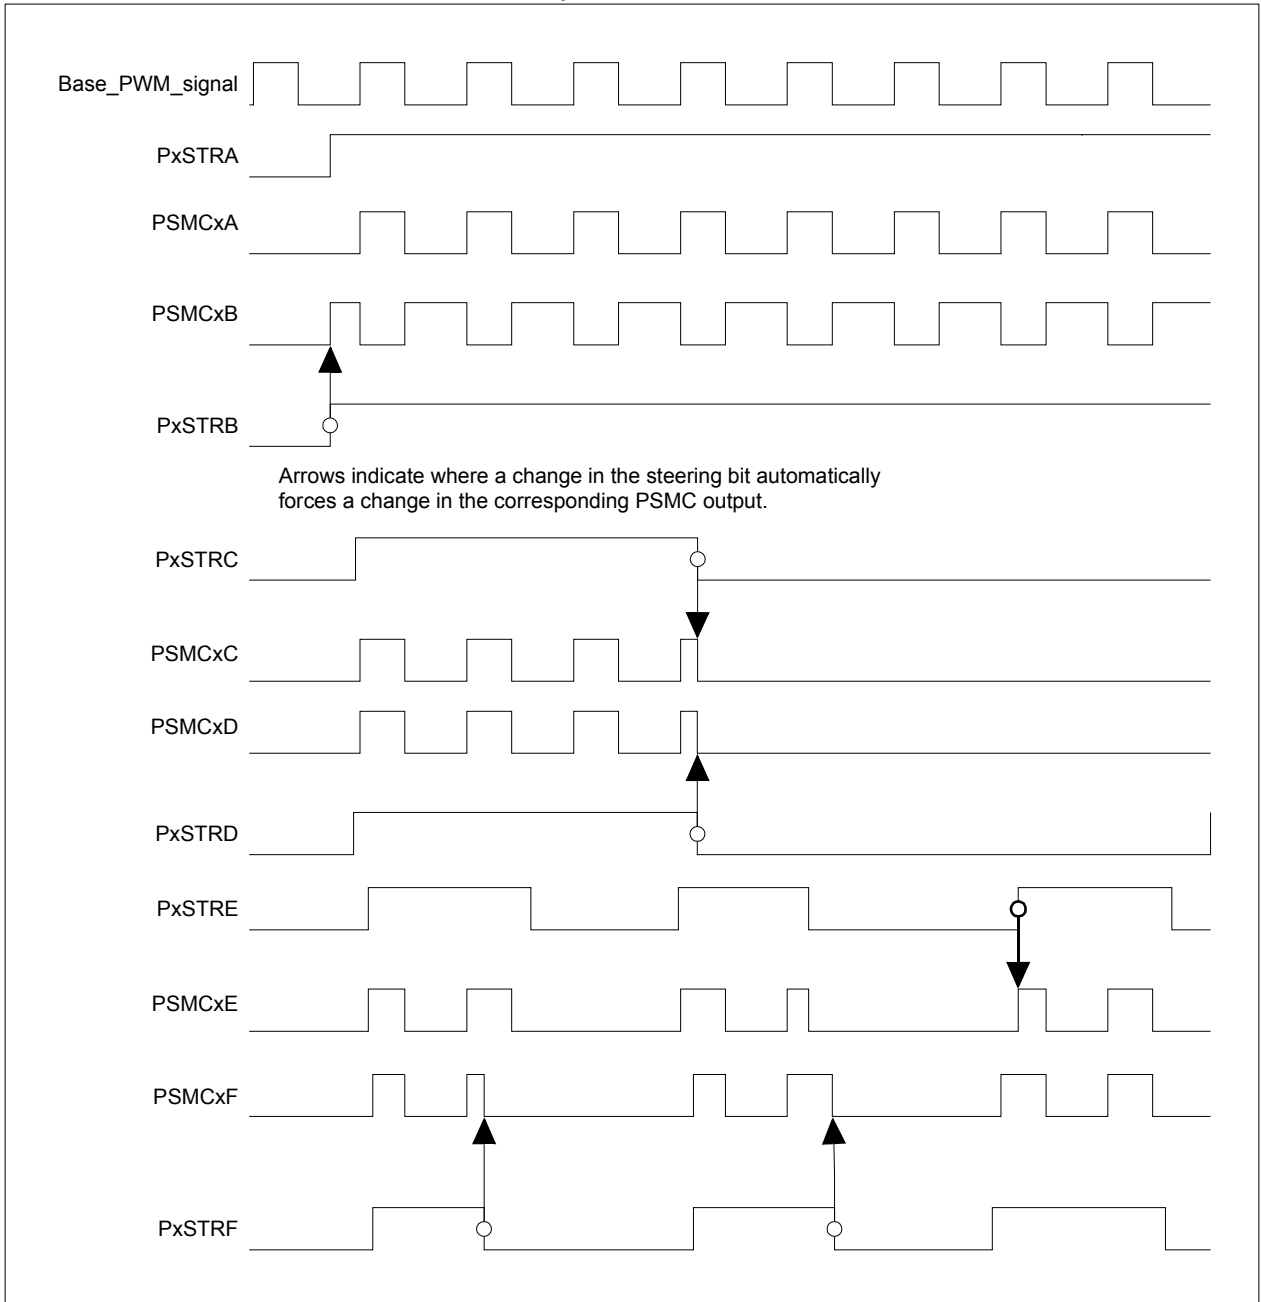 Base_PWM_signal
PxSTRA
PSMCxA
PSMCxB
PxSTRB
Arrows indicate where a change in the steering bit automatically
forces a change in the corresponding PSMC output.
PxSTRC
PSMCxC
PSMCxD
PxSTRD
PxSTRE
PSMCxE
PSMCxF
PxSTRF